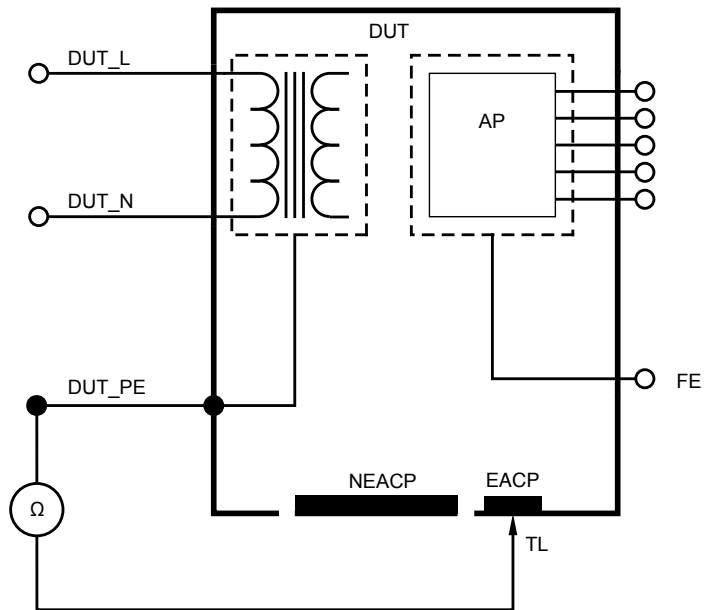 DUT
DUT_L
AP
DUT_N
DUT_PE
FE
NEACP
EACP
Ω
TL